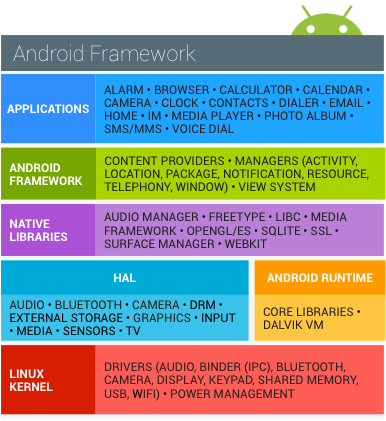 Android Framework
APPLICATIONS
ALARM • BROWSER • CALCULATOR • CALENDAR •
CAMERA • CLOCK • CONTACTS • DIALER • EMAIL •
HOME • IM • MEDIA PLAYER • PHOTO ALBUM •
SMS/MMS • VOICE DIAL
ANDROID
FRAMEWORK
CONTENT PROVIDERS • MANAGERS (ACTIVITY,
LOCATION, PACKAGE, NOTIFICATION, RESOURCE,
TELEPHONY, WINDOW) • VIEW SYSTEM
NATIVE
LIBRARIES
AUDIO MANAGER • FREETYPE • LIBC • MEDIA
FRAMEWORK • OPENGL/ES • SQLITE • SSL •
SURFACE MANAGER • WEBKIT
HAL
AUDIO • BLUETOOTH • CAMERA • DRM •
EXTERNAL STORAGE • GRAPHICS • INPUT
• MEDIA • SENSORS • TV
ANDROID RUNTIME
CORE LIBRARIES •
DALVIK VM
LINUX
KERNEL
DRIVERS (AUDIO, BINDER (IPC), BLUETOOTH,
CAMERA, DISPLAY, KEYPAD, SHARED MEMORY,
USB, WIFI) • POWER MANAGEMENT